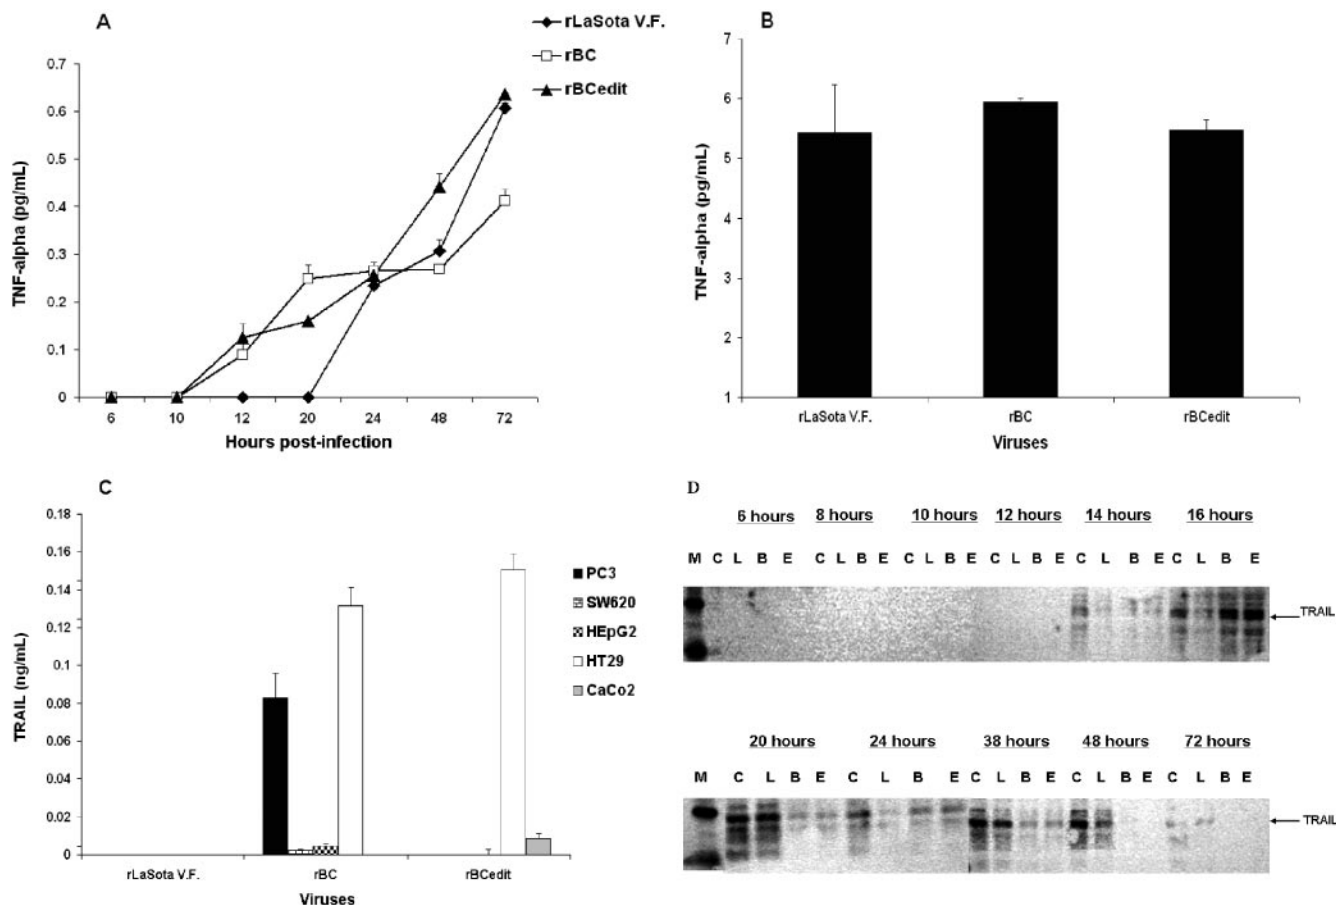 A
rLaSota V.F.
rBC
rBCedit
0.7
0.6
0.5
0.4
0.3
0.2
0.1
0
TNF-alpha (pg/mL)
6 10 12 20 24 48 72
Hours post-infection
B
7
6
5
4
3
2
1
TNF-alpha (pg/mL)
rLaSota V.F. rBC rBCedit
Viruses
C
0.18
0.16
0.14
0.12
0.1
0.08
0.06
0.04
0.02
0
TRAIL (ng/mL)
PC3
SW620
HEpG2
HT29
CaCo2
rLaSota V.F. rBC rBCedit
Viruses
D
6 hours 8 hours 10 hours 12 hours 14 hours 16 hours
M C L B E C L B E C L B E C L B E C L B E C L B E
TRAIL
20 hours 24 hours 38 hours 48 hours 72 hours
M C L B E C L B E C L B E C L B E C L B E
TRAIL